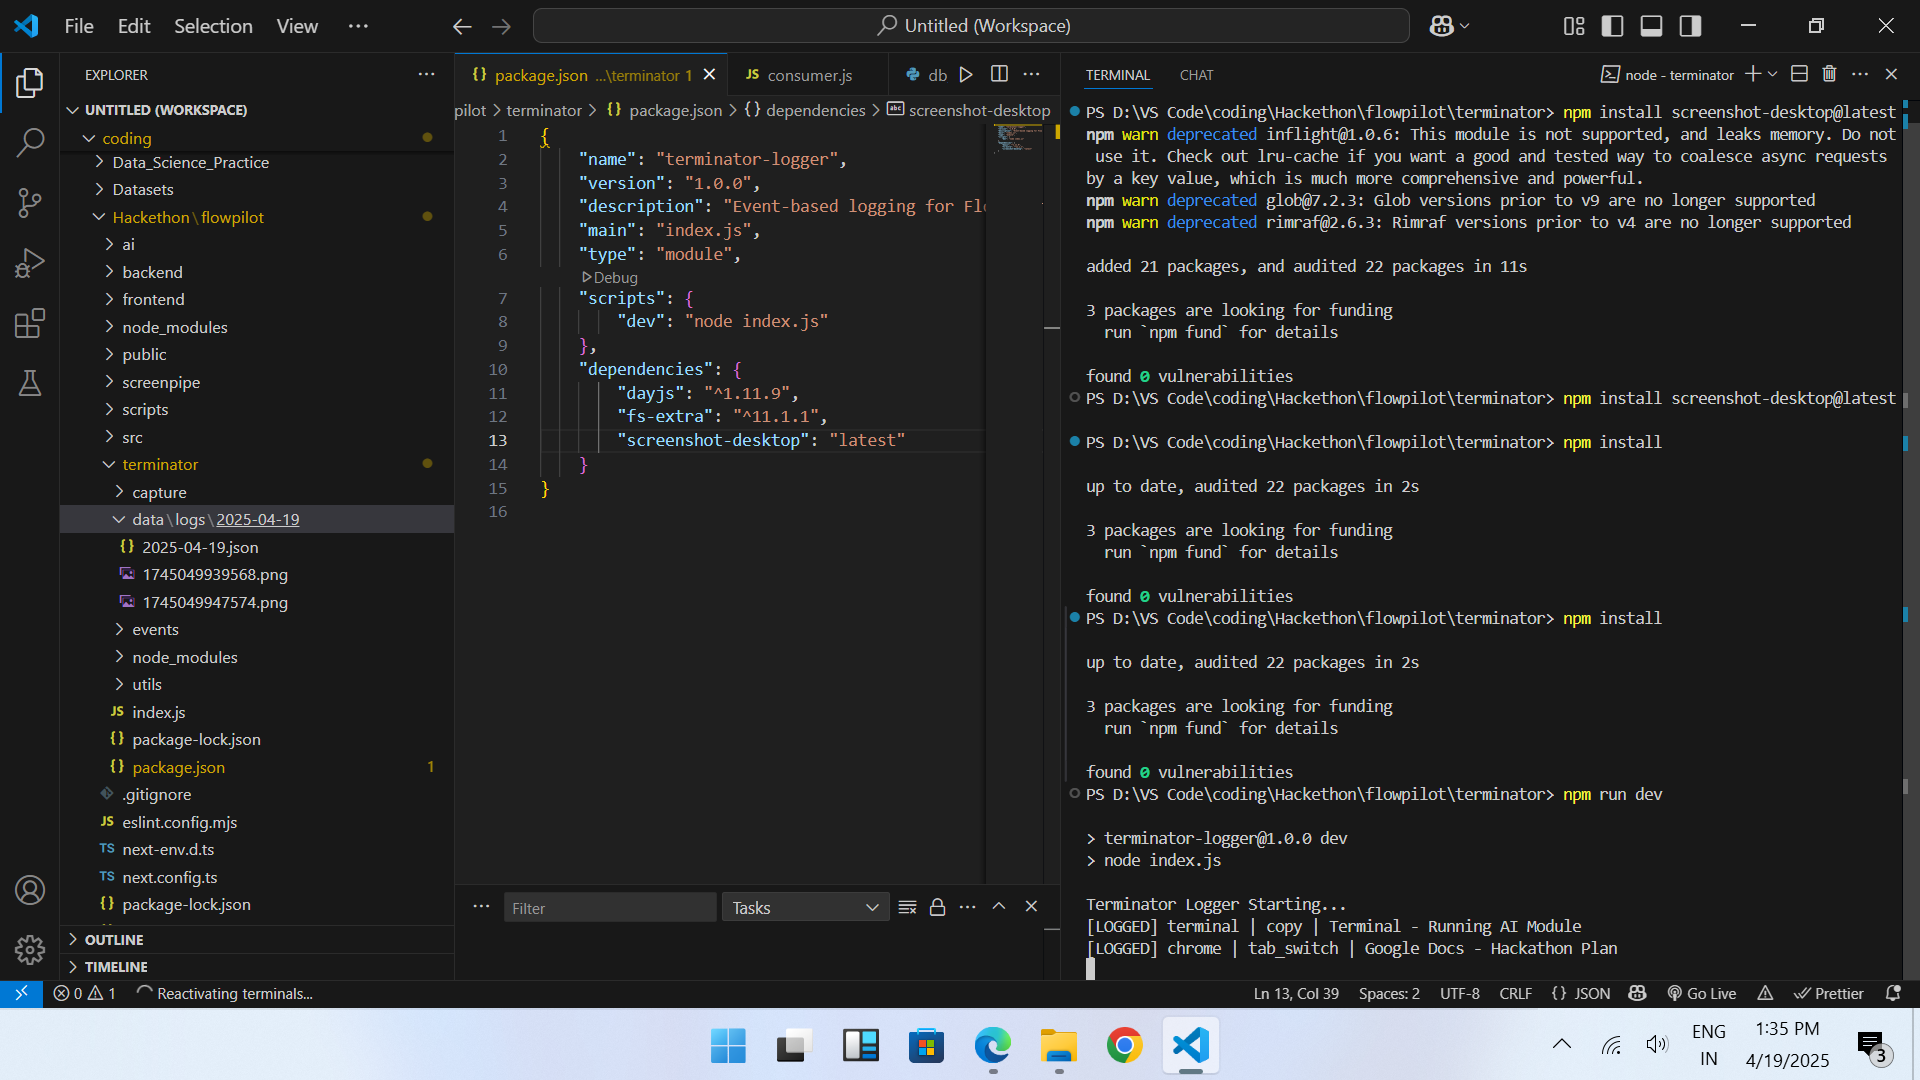 File Edit Selection View ··· Untitled (Workspace)
EXPLORER
UNTITLED (WORKSPACE)
coding
Data_Science_Practice
Datasets
Hackethon\flowpilot
ai
backend
frontend
node_modules
public
screenpipe
scripts
src
terminator
capture
data\logs\2025-04-19
{} 2025-04-19.json
1745049939568.png
1745049947574.png
events
node_modules
utils
JS index.js
{} package-lock.json
{} package.json 1
.gitignore
JS eslint.config.mjs
TS next-env.d.ts
TS next.config.ts
{} package-lock.json
OUTLINE
TIMELINE
{} package.json ...\terminator 1 JS consumer.js db
pilot > terminator > {} package.json > {} dependencies > abc screenshot-desktop
1 {
2 "name": "terminator-logger",
3 "version": "1.0.0",
4 "description": "Event-based logging for Fl
5 "main": "index.js",
6 "type": "module",
Debug
7 "scripts": {
8 "dev": "node index.js"
9 },
10 "dependencies": {
11 "dayjs": "^1.11.9",
12 "fs-extra": "^11.1.1",
13 "screenshot-desktop": "latest"
14 }
15 }
16
Filter Tasks
TERMINAL CHAT node - terminator
PS D:\VS Code\coding\Hackethon\flowpilot\terminator> npm install screenshot-desktop@latest
npm warn deprecated inflight@1.0.6: This module is not supported, and leaks memory. Do not
use it. Check out lru-cache if you want a good and tested way to coalesce async requests
by a key value, which is much more comprehensive and powerful.
npm warn deprecated glob@7.2.3: Glob versions prior to v9 are no longer supported
npm warn deprecated rimraf@2.6.3: Rimraf versions prior to v4 are no longer supported
added 21 packages, and audited 22 packages in 11s
3 packages are looking for funding
run `npm fund` for details
found 0 vulnerabilities
PS D:\VS Code\coding\Hackethon\flowpilot\terminator> npm install screenshot-desktop@latest
PS D:\VS Code\coding\Hackethon\flowpilot\terminator> npm install
up to date, audited 22 packages in 2s
3 packages are looking for funding
run `npm fund` for details
found 0 vulnerabilities
PS D:\VS Code\coding\Hackethon\flowpilot\terminator> npm install
up to date, audited 22 packages in 2s
3 packages are looking for funding
run `npm fund` for details
found 0 vulnerabilities
PS D:\VS Code\coding\Hackethon\flowpilot\terminator> npm run dev
> terminator-logger@1.0.0 dev
> node index.js
Terminator Logger Starting...
[LOGGED] terminal | copy | Terminal - Running AI Module
[LOGGED] chrome | tab_switch | Google Docs - Hackathon Plan
0 1 Reactivating terminals... Ln 13, Col 39 Spaces: 2 UTF-8 CRLF {} JSON Go Live Prettier
ENG
IN
1:35 PM
4/19/2025
3